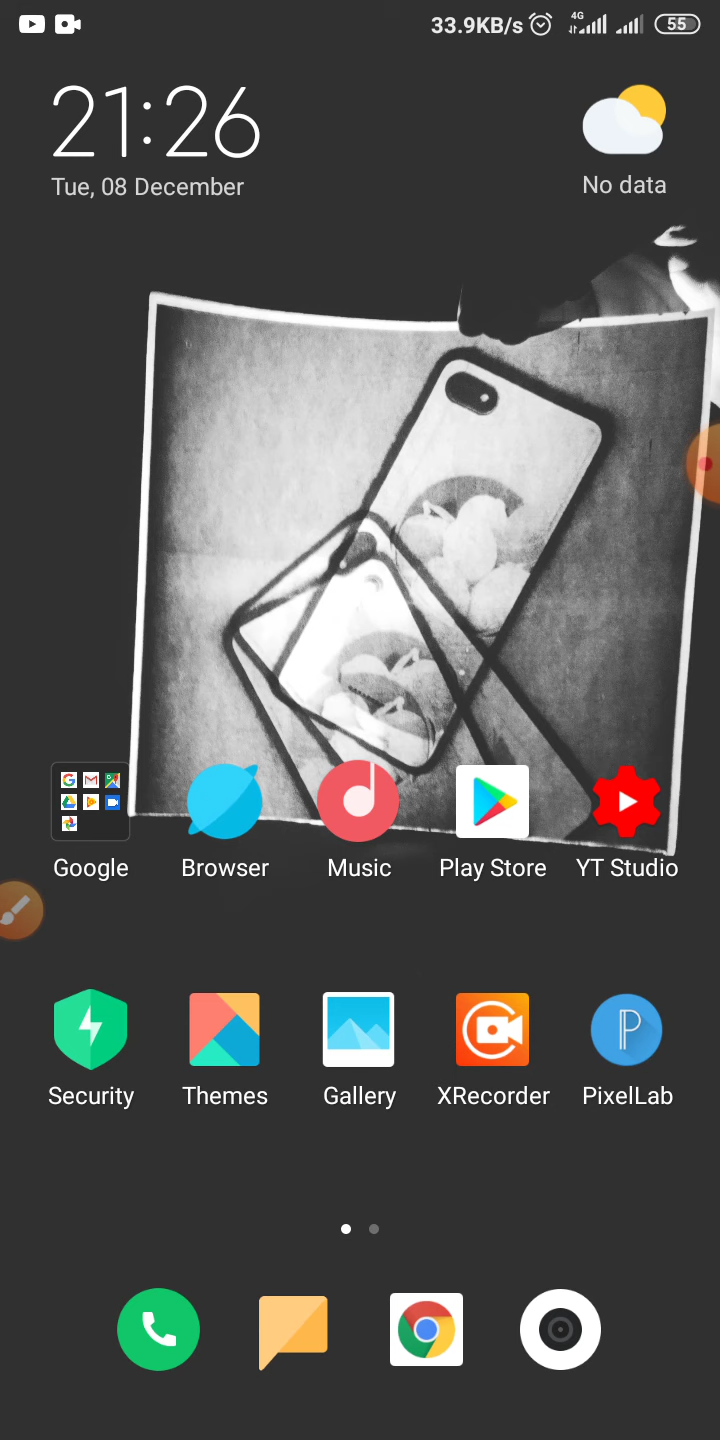 33.9KB/s 4G 55
21:26
Tue, 08 December
No data
Google Browser Music Play Store YT Studio
Security Themes Gallery XRecorder PixelLab